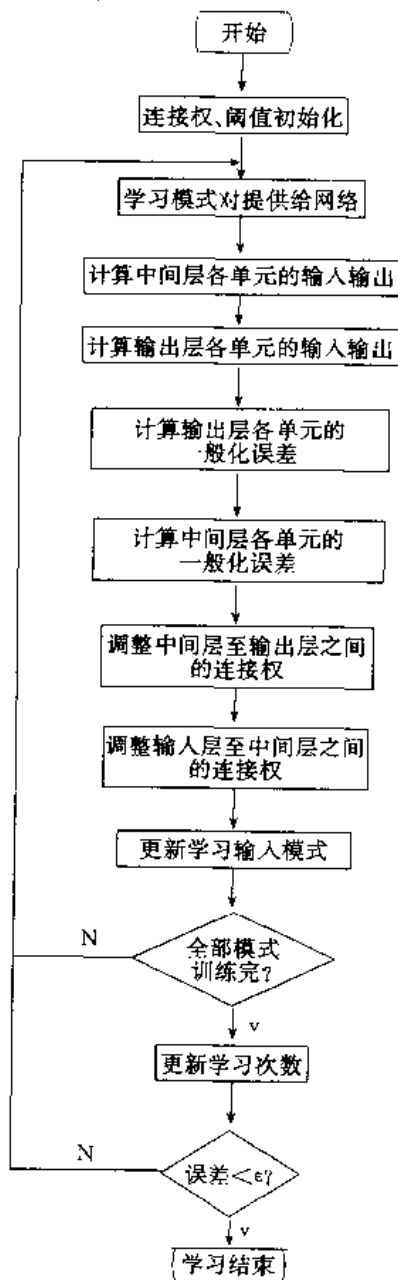 开始
连接权、阈值初始化
学习模式对提供给网络
计算中间层各单元的输入输出
计算输出层各单元的输入输出
计算输出层各单元的
一般化误差
计算中间层各单元的
一般化误差
调整中间层至输出层之间
的连接权
调整输入层至中间层之间
的连接权
更新学习输入模式
N
全部模式
训练完?
y
更新学习次数
N
误差<ε?
y
学习结束